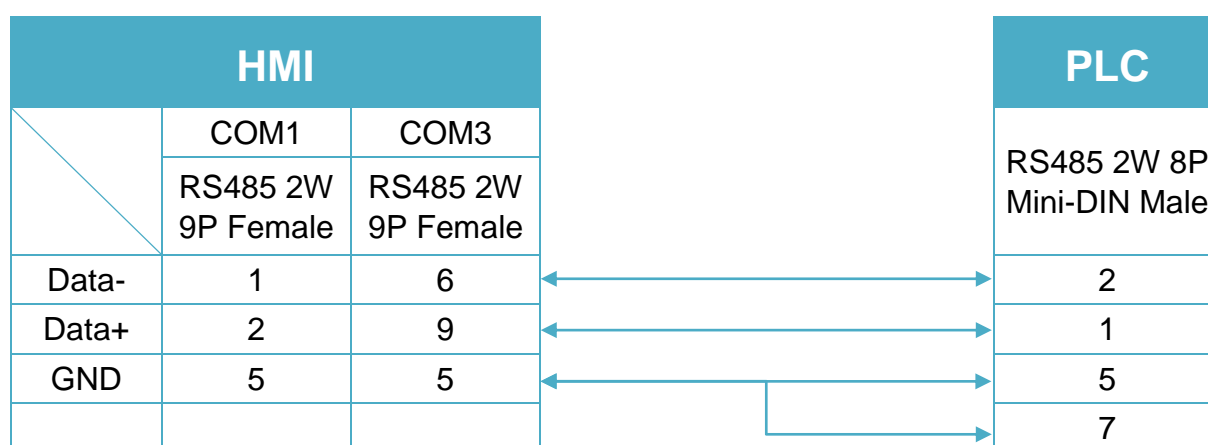 HMI PLC
COM1 COM3
RS485 2W 8P
Mini-DIN Male
RS485 2W RS485 2W
9P Female 9P Female
Data- 1 6 2
Data+ 2 9 1
GND 5 5 5
7